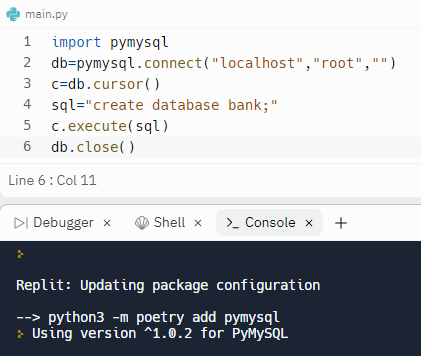 main.py
1 import pymysql
2 db=pymysql.connect("localhost","root","")
3 c=db.cursor()
4 sql="create database bank;"
5 c.execute(sql)
6 db.close()
Line 6 : Col 11
Debugger × Shell × >_ Console × +
>
Replit: Updating package configuration
--> python3 -m poetry add pymysql
> Using version ^1.0.2 for PyMySQL